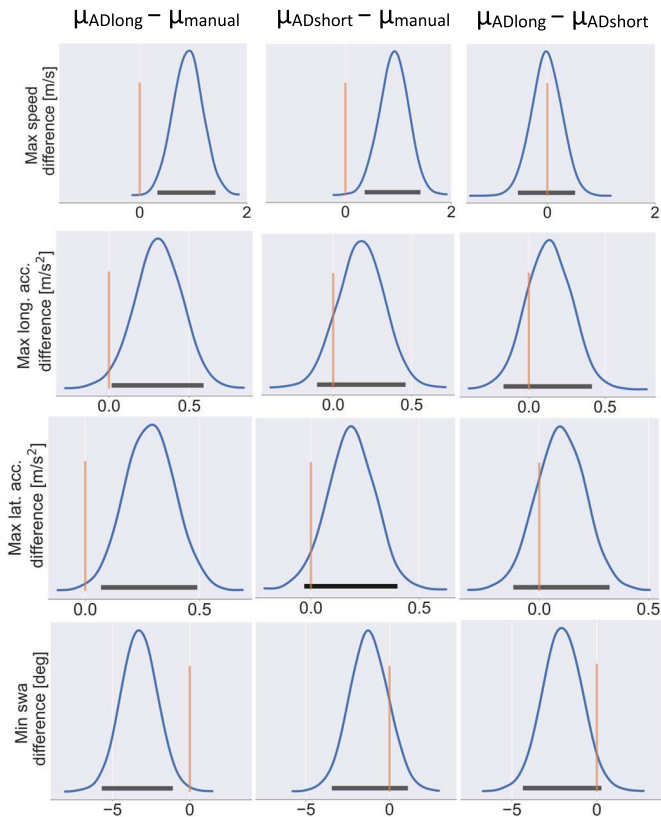 μADlong – μmanual μADshort – μmanual μADlong – μADshort
Max speed
difference [m/s]
0 2 0 2 0 2
Max long. acc.
difference [m/s²]
0.0 0.5 0.0 0.5 0.0 0.5
Max lat. acc.
difference [m/s²]
0.0 0.5 0.0 0.5 0.0 0.5
Min swa
difference [deg]
−5 0 −5 0 −5 0